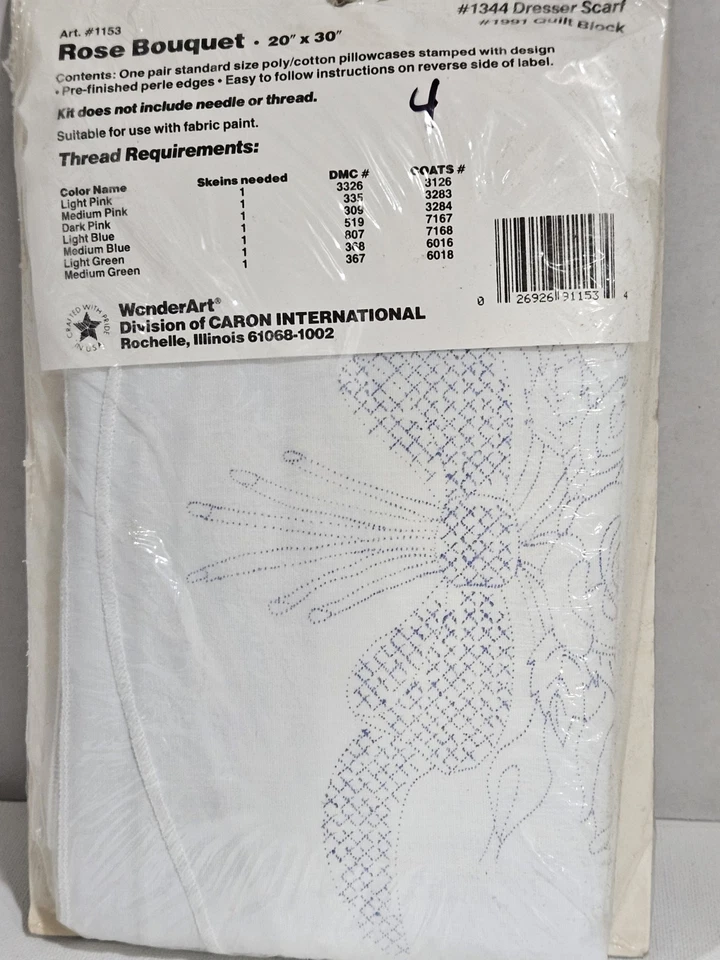 #1344 Dresser Scarf
#1991 Quilt Block
Art. #1153
Rose Bouquet · 20" x 30"
Contents: One pair standard size poly/cotton pillowcases stamped with design
• Pre-finished perle edges • Easy to follow instructions on reverse side of label.
Kit does not include needle or thread.
4
Suitable for use with fabric paint.
Thread Requirements:
Color Name Skeins needed DMC # COATS #
Light Pink 1 3326 3126
Medium Pink 1 335 3283
Dark Pink 1 309 3284
Light Blue 1 519 7167
Medium Blue 1 807 7168
Light Green 1 368 6016
Medium Green 1 367 6018
0 26926 91153 4
CRAFTED WITH PRIDE IN U.S.A.
WonderArt®
Division of CARON INTERNATIONAL
Rochelle, Illinois 61068-1002